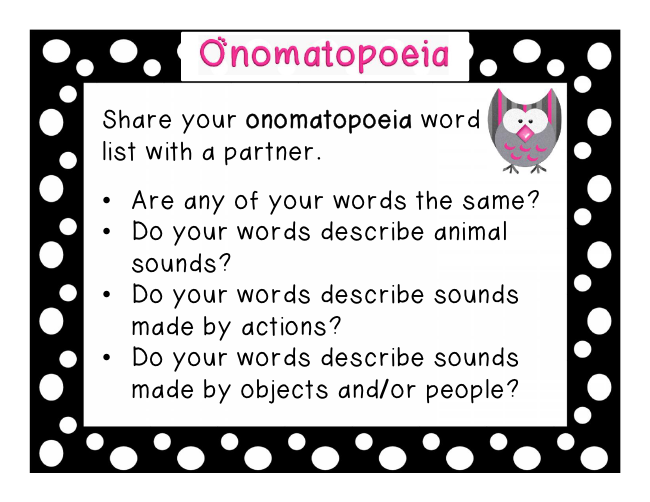 Onomatopoeia
Share your onomatopoeia word
list with a partner.
• Are any of your words the same?
• Do your words describe animal
sounds?
• Do your words describe sounds
made by actions?
• Do your words describe sounds
made by objects and/or people?